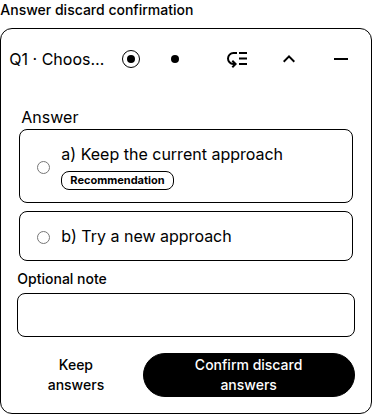 Answer discard confirmation
Q1 · Choos...
Answer
a) Keep the current approach
Recommendation
b) Try a new approach
Optional note
Keep
answers
Confirm discard
answers